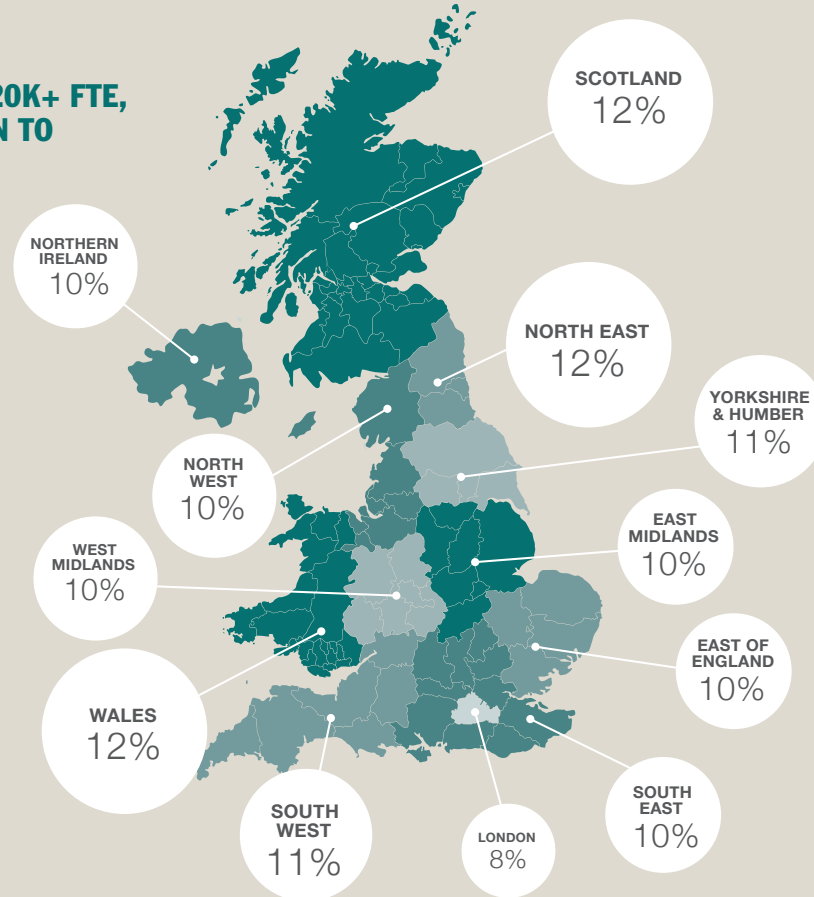 20K+ FTE,
N TO
SCOTLAND
12%
NORTHERN
IRELAND
10%
NORTH EAST
12%
YORKSHIRE
& HUMBER
11%
NORTH
WEST
10%
EAST
MIDLANDS
10%
WEST
MIDLANDS
10%
EAST OF
ENGLAND
10%
WALES
12%
SOUTH
EAST
10%
SOUTH
WEST
11%
LONDON
8%